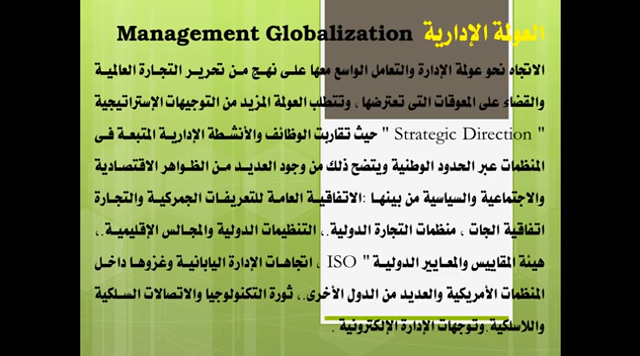 العولمة الإدارية Management Globalization
الاتجاه نحو عولمة الإدارة والتعامل الواسع معها على نهج من تحرير التجارة العالمية
والقضاء على المعوقات التى تعترضها ، وتتطلب العولمة المزيد من التوجيهات الإستراتيجية
" Strategic Direction " حيث تقاربت الوظائف والأنشطة الإدارية المتبعة فى
المنظمات عبر الحدود الوطنية ويتضح ذلك من وجود العديد من الظواهر الاقتصادية
والاجتماعية والسياسية من بينها :الاتفاقية العامة للتعريفات الجمركية والتجارة
اتفاقية الجات ، منظمات التجارة الدولية.، التنظيمات الدولية والمجالس الإقليمية.،
هيئة المقاييس والمعايير الدولية " ISO ، اتجاهات الإدارة اليابانية وغزوها داخل
المنظمات الأمريكية والعديد من الدول الأخرى.، ثورة التكنولوجيا والاتصالات السلكية
واللاسلكية.وتوجهات الإدارة الإلكترونية .